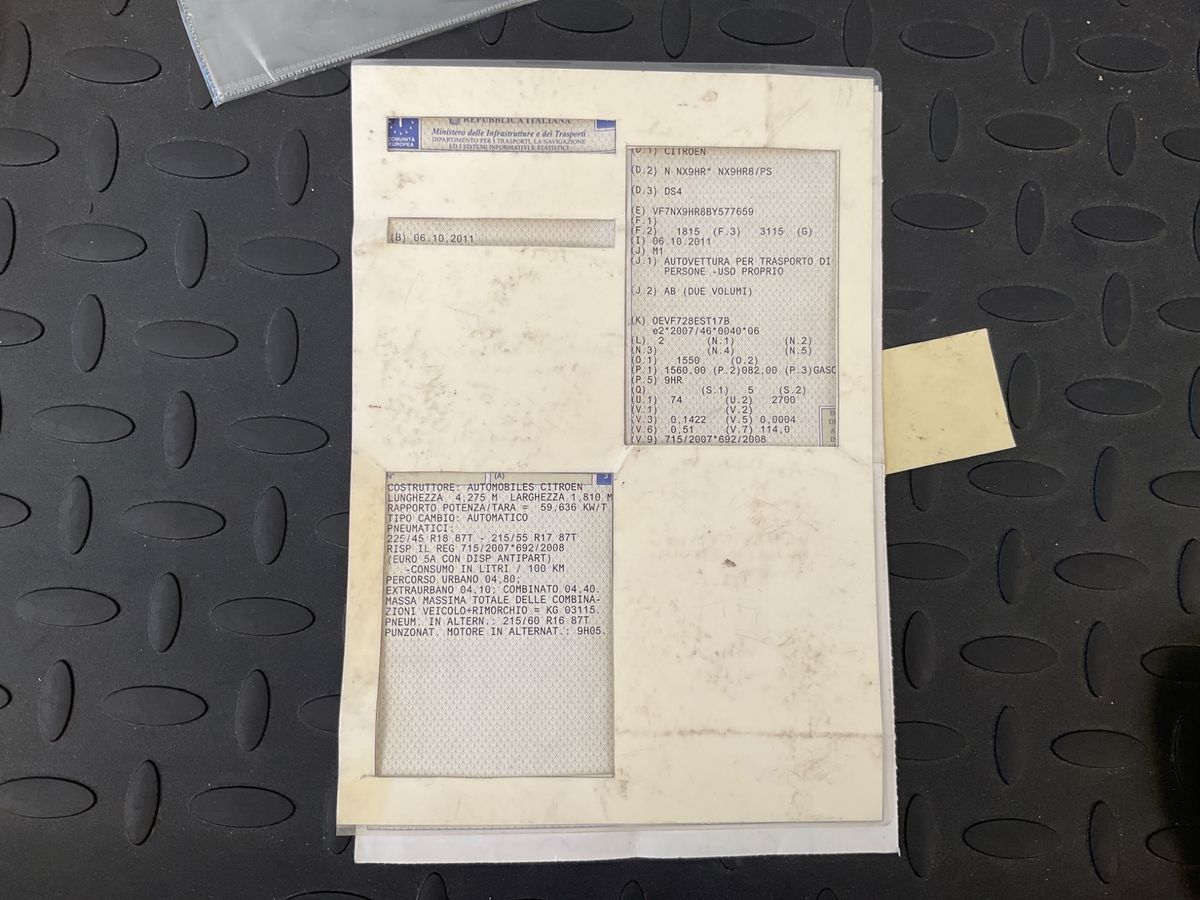 REPUBBLICA ITALIANA
COMUNITÀ
EUROPEA
Ministero delle Infrastrutture e dei Trasporti
DIPARTIMENTO PER I TRASPORTI, LA NAVIGAZIONE
ED I SISTEMI INFORMATIVI E STATISTICI
(B) 06.10.2011
(D.1) CITROEN
(D.2) N NX9HR* NX9HR8/PS
(D.3) DS4
(E) VF7NX9HR8BY577659
(F.1)
(F.2) 1815 (F.3) 3115 (G)
(I) 06.10.2011
(J) M1
(J.1) AUTOVETTURA PER TRASPORTO DI
PERSONE -USO PROPRIO
(J.2) AB (DUE VOLUMI)
(K) OEVF728EST17B
e2*2007/46*0040*06
(L) 2 (N.1) (N.2)
(N.3) (N.4) (N.5)
(O.1) 1550 (O.2)
(P.1) 1560,00 (P.2)082,00 (P.3)GASO
(P.5) 9HR
(Q) (S.1) 5 (S.2)
(U.1) 74 (U.2) 2700
(V.1) (V.2)
(V.3) 0,1422 (V.5) 0,0004
(V.6) 0,51 (V.7) 114,0
(V.9) 715/2007*692/2008
N° (A) 3
COSTRUTTORE: AUTOMOBILES CITROEN
LUNGHEZZA 4,275 M LARGHEZZA 1,810 M
RAPPORTO POTENZA/TARA = 59,636 KW/T
TIPO CAMBIO: AUTOMATICO
PNEUMATICI:
225/45 R18 87T - 215/55 R17 87T
RISP IL REG 715/2007*692/2008
(EURO 5A CON DISP ANTIPART)
-CONSUMO IN LITRI / 100 KM
PERCORSO URBANO 04,80;
EXTRAURBANO 04,10; COMBINATO 04,40.
MASSA MASSIMA TOTALE DELLE COMBINA-
ZIONI VEICOLO+RIMORCHIO = KG 03115.
PNEUM. IN ALTERN.: 215/60 R16 87T
PUNZONAT. MOTORE IN ALTERNAT.: 9H05.